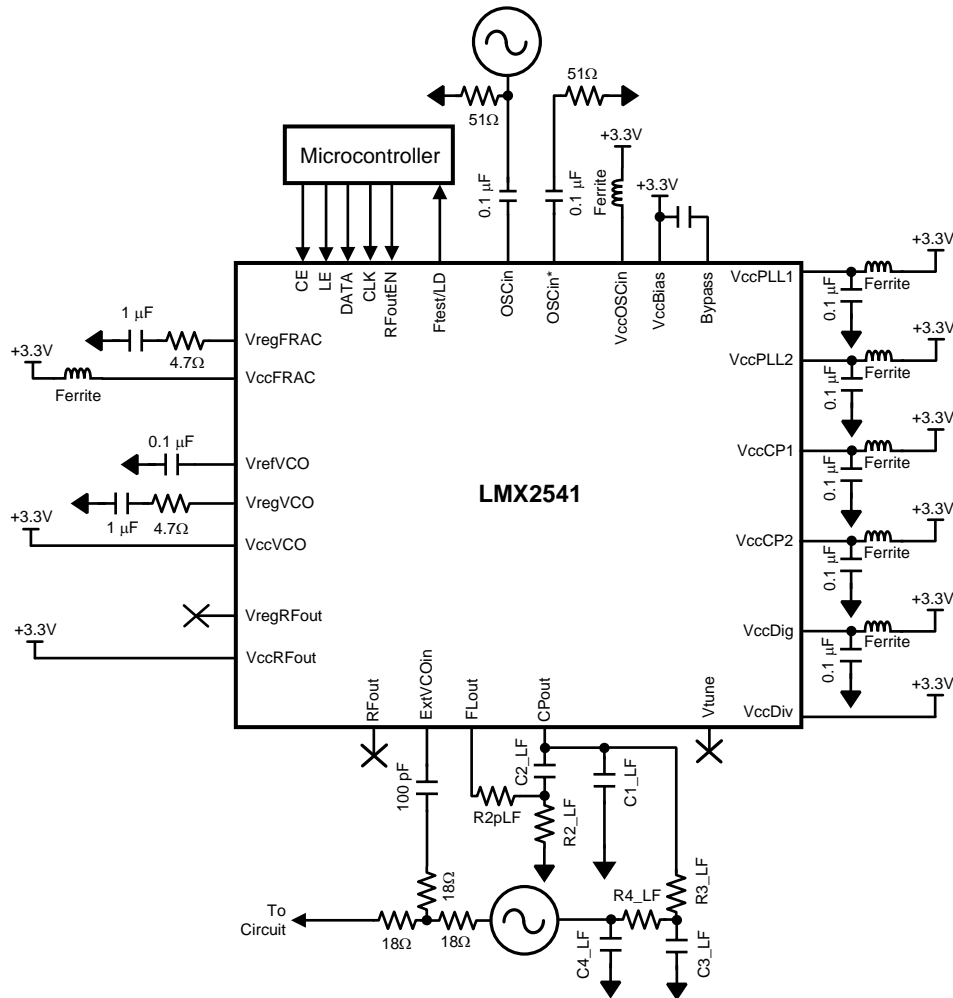 51Ω
51Ω
+3.3V
Microcontroller
0.1 μF
0.1 μF
Ferrite
+3.3V
CE
LE
DATA
CLK
RFoutEN
Ftest/LD
OSCin
OSCin*
VccOSCin
VccBias
Bypass
VccPLL1
+3.3V
Ferrite
0.1 μF
1 μF
4.7Ω
VregFRAC
+3.3V
VccFRAC
Ferrite
VccPLL2
+3.3V
Ferrite
0.1 μF
0.1 μF
VrefVCO
VccCP1
+3.3V
Ferrite
0.1 μF
LMX2541
VregVCO
1 μF
4.7Ω
+3.3V
VccVCO
VccCP2
+3.3V
Ferrite
0.1 μF
VregRFout
+3.3V
VccRFout
VccDig
+3.3V
Ferrite
0.1 μF
VccDiv
+3.3V
RFout
ExtVCOin
FLout
CPout
Vtune
100 pF
C2_LF
C1_LF
R2pLF
R2_LF
18Ω
R3_LF
R4_LF
To
Circuit
18Ω
18Ω
C4_LF
C3_LF